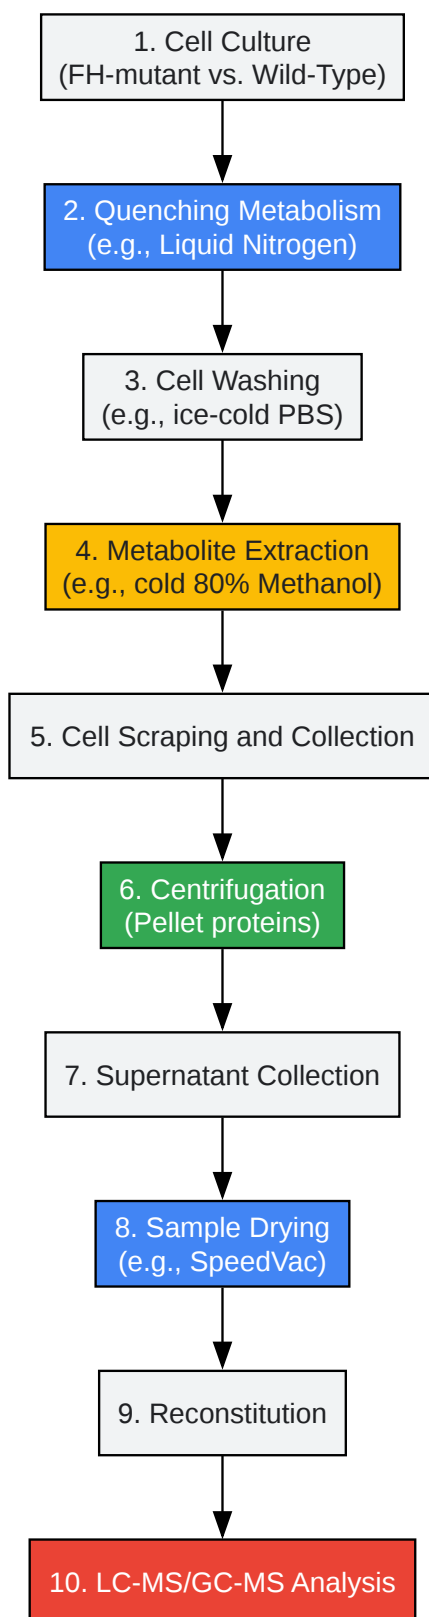 1. Cell Culture
(FH-mutant vs. Wild-Type)
2. Quenching Metabolism
(e.g., Liquid Nitrogen)
3. Cell Washing
(e.g., ice-cold PBS)
4. Metabolite Extraction
(e.g., cold 80% Methanol)
5. Cell Scraping and Collection
6. Centrifugation
(Pellet proteins)
7. Supernatant Collection
8. Sample Drying
(e.g., SpeedVac)
9. Reconstitution
10. LC-MS/GC-MS Analysis